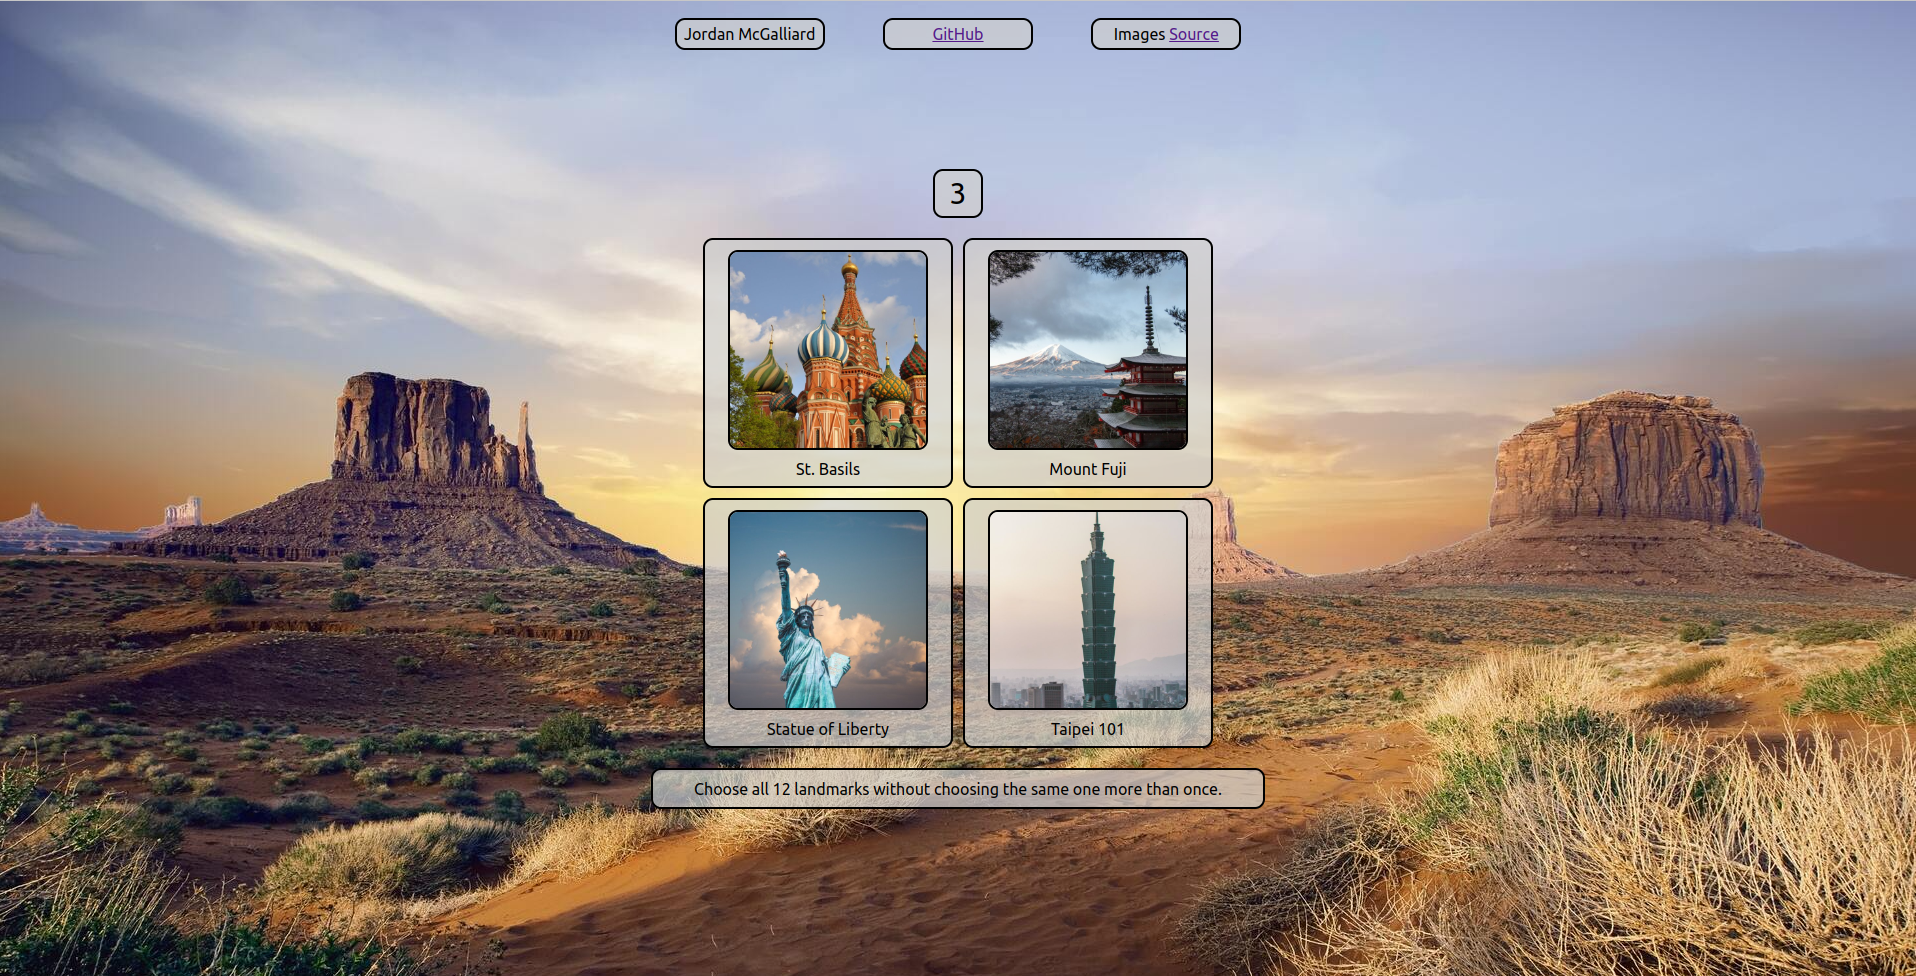 Jordan McGalliard
GitHub
Images Source
3
St. Basils
Mount Fuji
Statue of Liberty
Taipei 101
Choose all 12 landmarks without choosing the same one more than once.